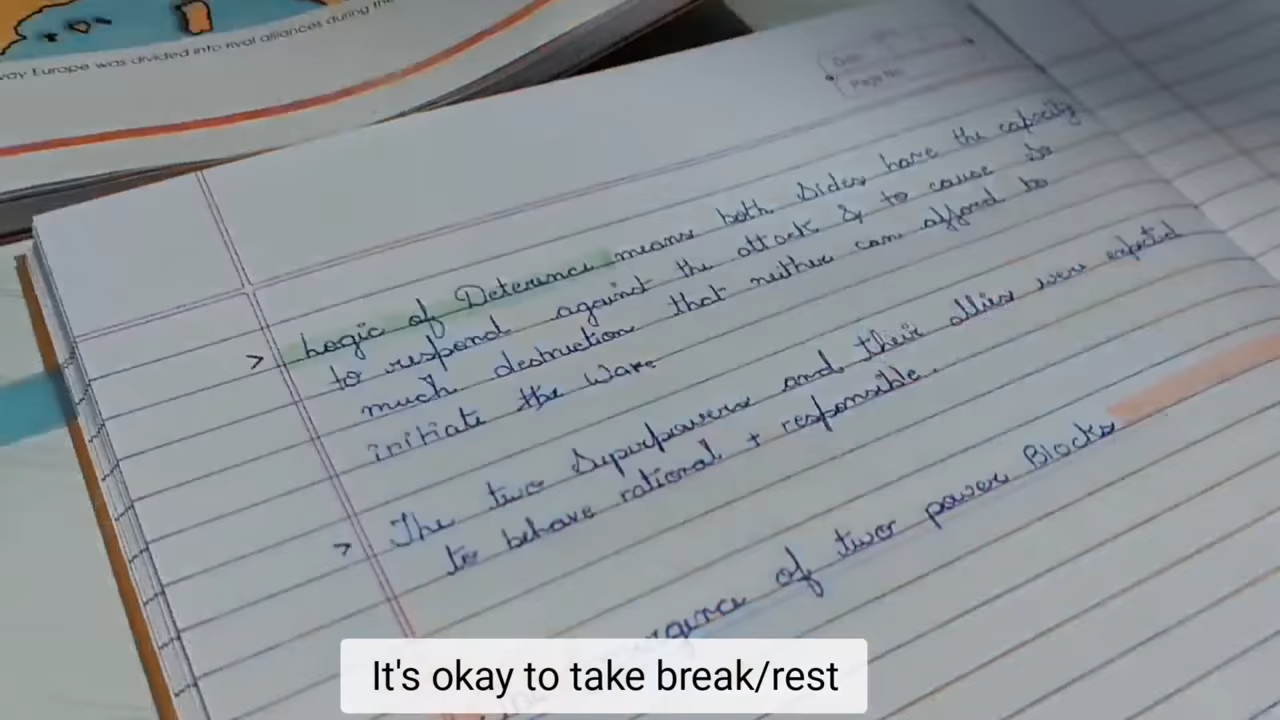 way Europe was divided into rival alliances during the
Date
Page No
> Logic of Deterence means both sides have the capacity
to respond against the attack & to cause so
much destruction that neither can afford to
initiate the War.
> The two superpowers and their allies were expected
to behave rational + responsible.
of two power Blocks
It's okay to take break/rest